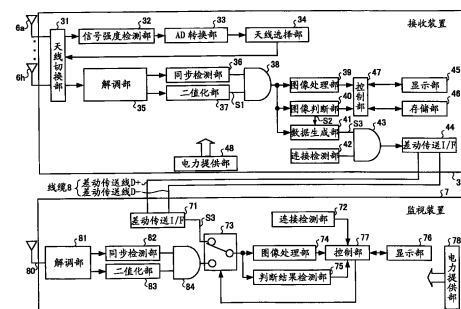 接收装置
6a
6h
天线切换部
31
信号强度检测部
32
AD转换部
33
天线选择部
34
解调部
35
同步检测部
36
二值化部
37
S1
38
图像处理部
39
图像判断部
40
S2
数据生成部
41
S3
连接检测部
42
43
控制部
47
显示部
45
存储部
46
差动传送I/F
44
电力提供部
48
3
线缆8
差动传送线D+
差动传送线D-
7
监视装置
差动传送I/F
71
S3
73
连接检测部
72
80
解调部
81
同步检测部
82
二值化部
83
84
图像处理部
74
判断结果检测部
75
控制部
77
显示部
76
电力提供部
78